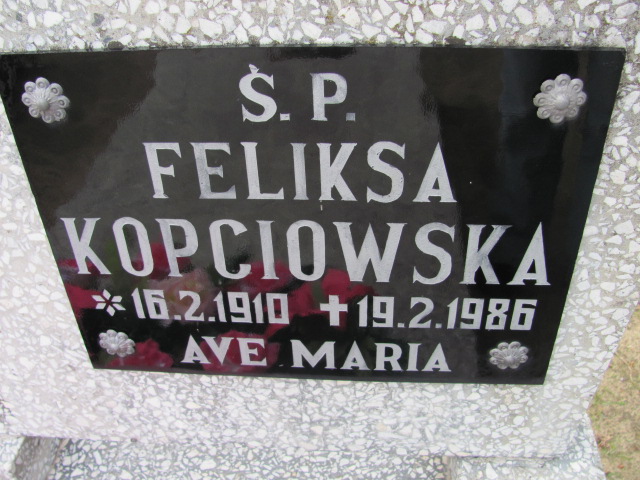 Ś. P.
FELIKSA
KOPCIOWSKA
* 16.2.1910 ✝ 19.2.1986
AVE MARIA